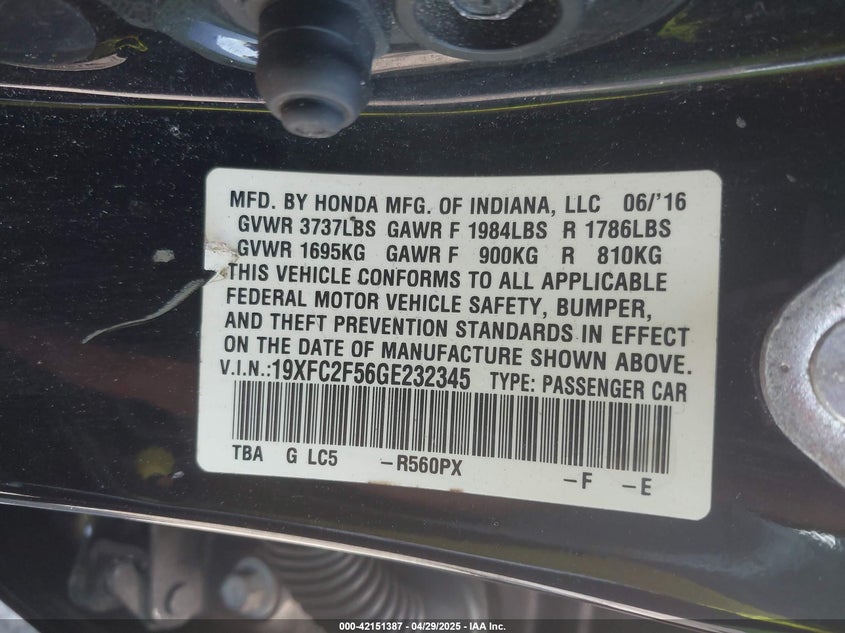 MFD. BY HONDA MFG. OF INDIANA, LLC 06/'16
GVWR 3737LBS GAWR F 1984LBS R 1786LBS
GVWR 1695KG GAWR F 900KG R 810KG
THIS VEHICLE CONFORMS TO ALL APPLICABLE
FEDERAL MOTOR VEHICLE SAFETY, BUMPER,
AND THEFT PREVENTION STANDARDS IN EFFECT
ON THE DATE OF MANUFACTURE SHOWN ABOVE.
V.I.N.:19XFC2F56GE232345 TYPE: PASSENGER CAR
TBA G LC5 –R560PX –F –E
000-42151387 - 04/29/2025 - IAA Inc.